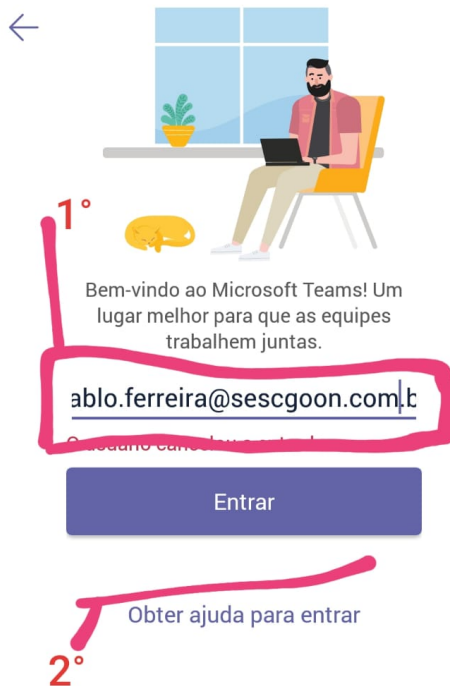 1°
Bem-vindo ao Microsoft Teams! Um
lugar melhor para que as equipes
trabalhem juntas.
ablo.ferreira@sescgoon.com.b
Entrar
Obter ajuda para entrar
2°